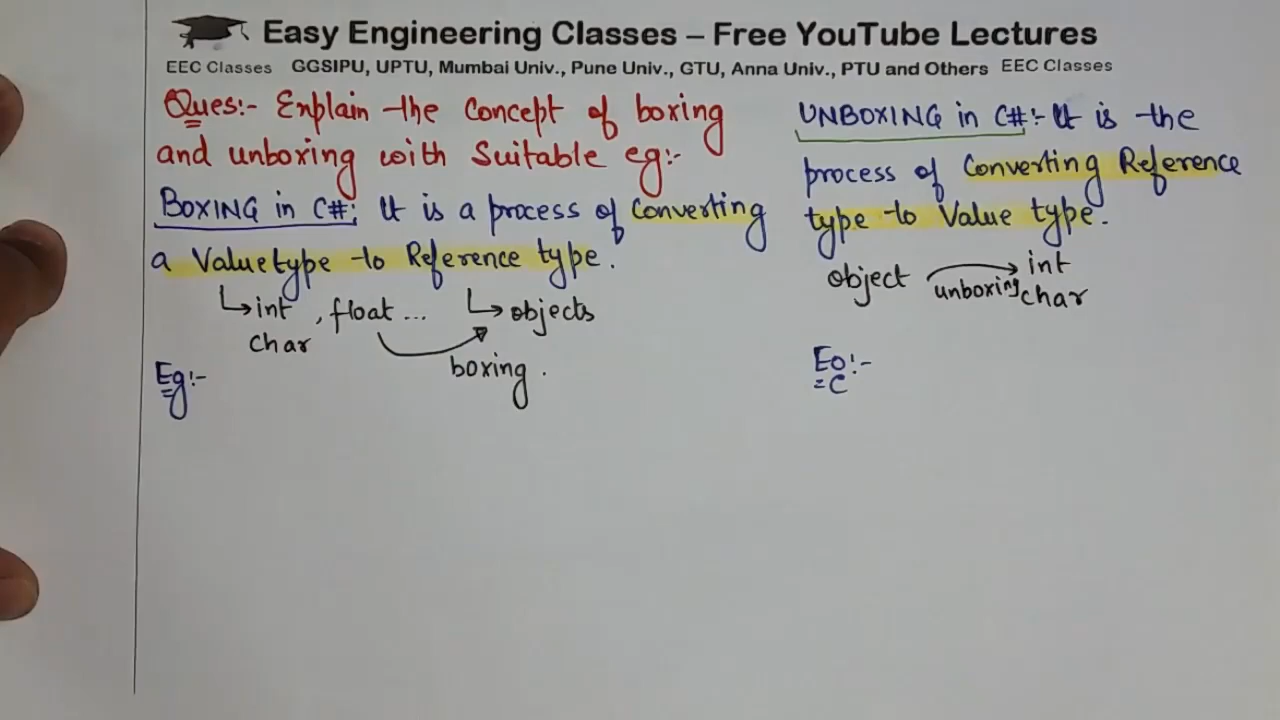 Easy Engineering Classes – Free YouTube Lectures
EEC Classes GGSIPU, UPTU, Mumbai Univ., Pune Univ., GTU, Anna Univ., PTU and Others EEC Classes
Ques:- Explain the Concept of boxing
and unboxing with Suitable eg:-
BOXING in C#: It is a process of Converting
a Valuetype to Reference type.
int, float ...
char
objects
boxing.
Eg:-
UNBOXING in C#:- It is the
process of Converting Reference
type to Value type.
object unboxing int
char
Eg:-